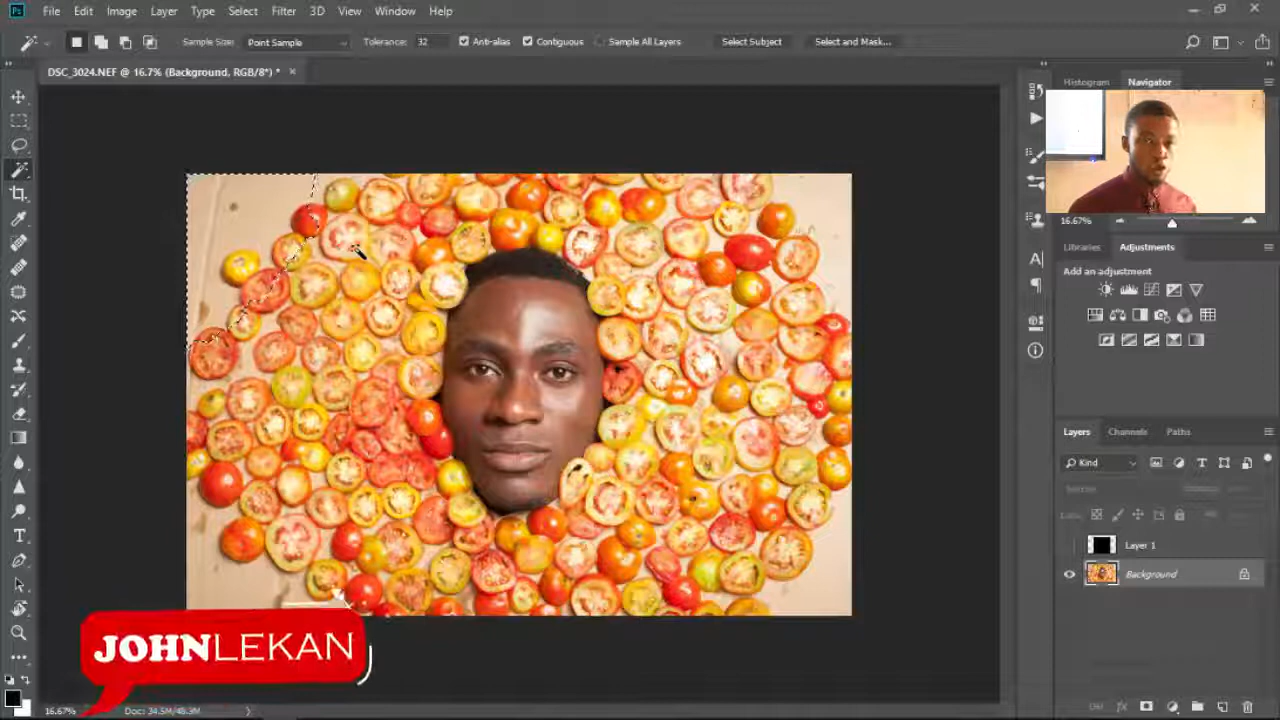 Ps File Edit Image Layer Type Select Filter 3D View Window Help
Sample Size: Point Sample Tolerance: 32 Anti-alias Contiguous Sample All Layers Select Subject Select and Mask...
DSC_3024.NEF @ 16.7% (Background, RGB/8*) *
Histogram Navigator
16.67%
Libraries Adjustments
Add an adjustment
Layers Channels Paths
Kind
Layer 1
Background
JOHNLEKAN
16.67% Doc: 34.5M/48.3M